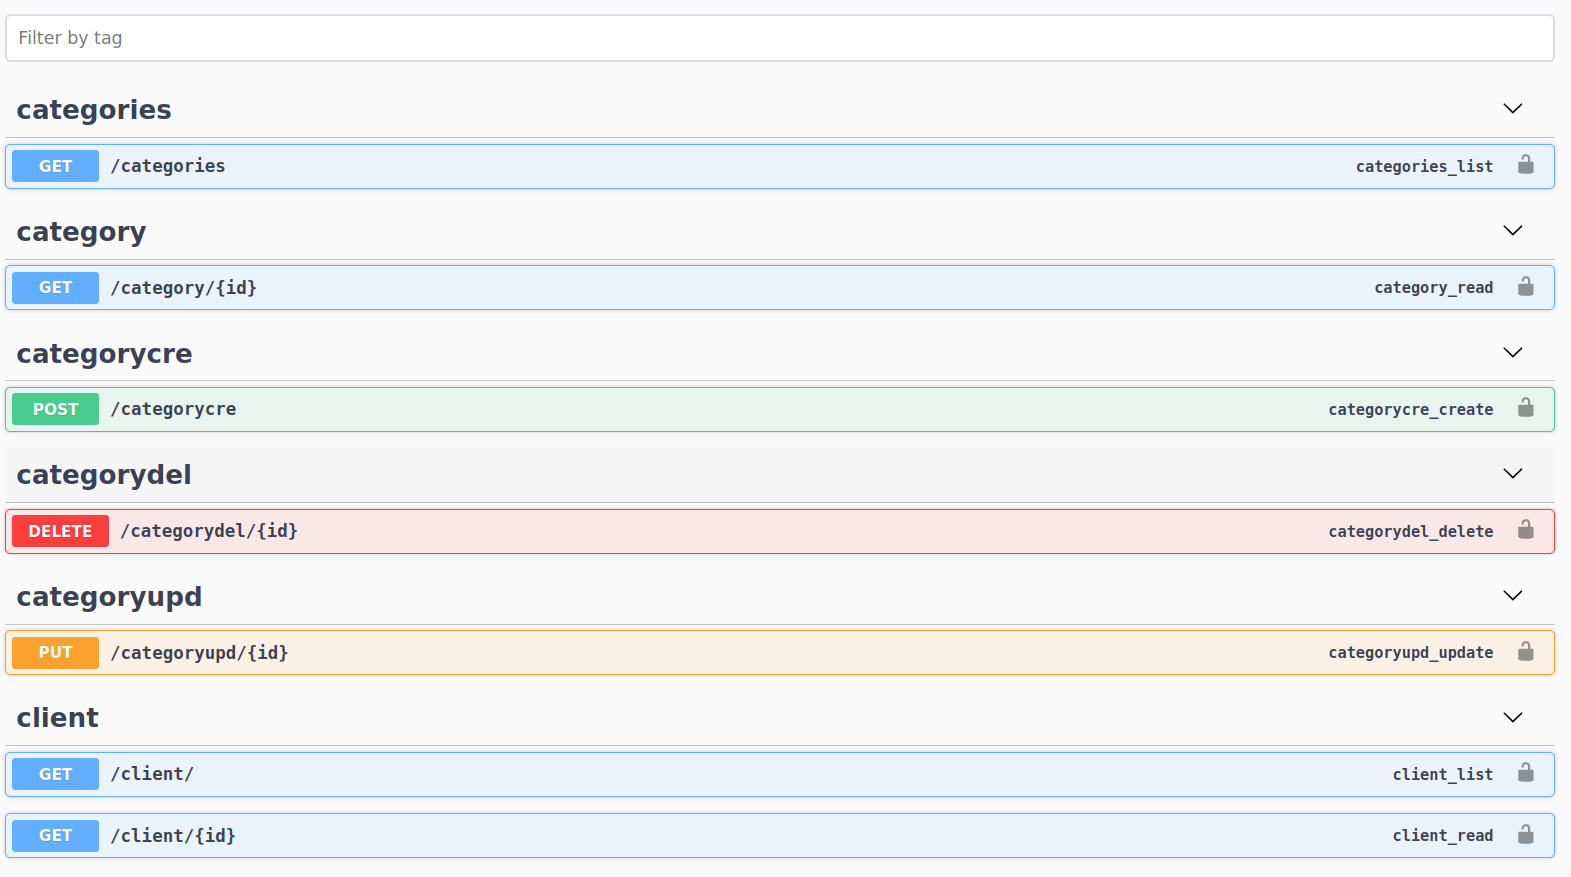 Filter by tag
categories
GET /categories categories_list
category
GET /category/{id} category_read
categorycre
POST /categorycre categorycre_create
categorydel
DELETE /categorydel/{id} categorydel_delete
categoryupd
PUT /categoryupd/{id} categoryupd_update
client
GET /client/ client_list
GET /client/{id} client_read